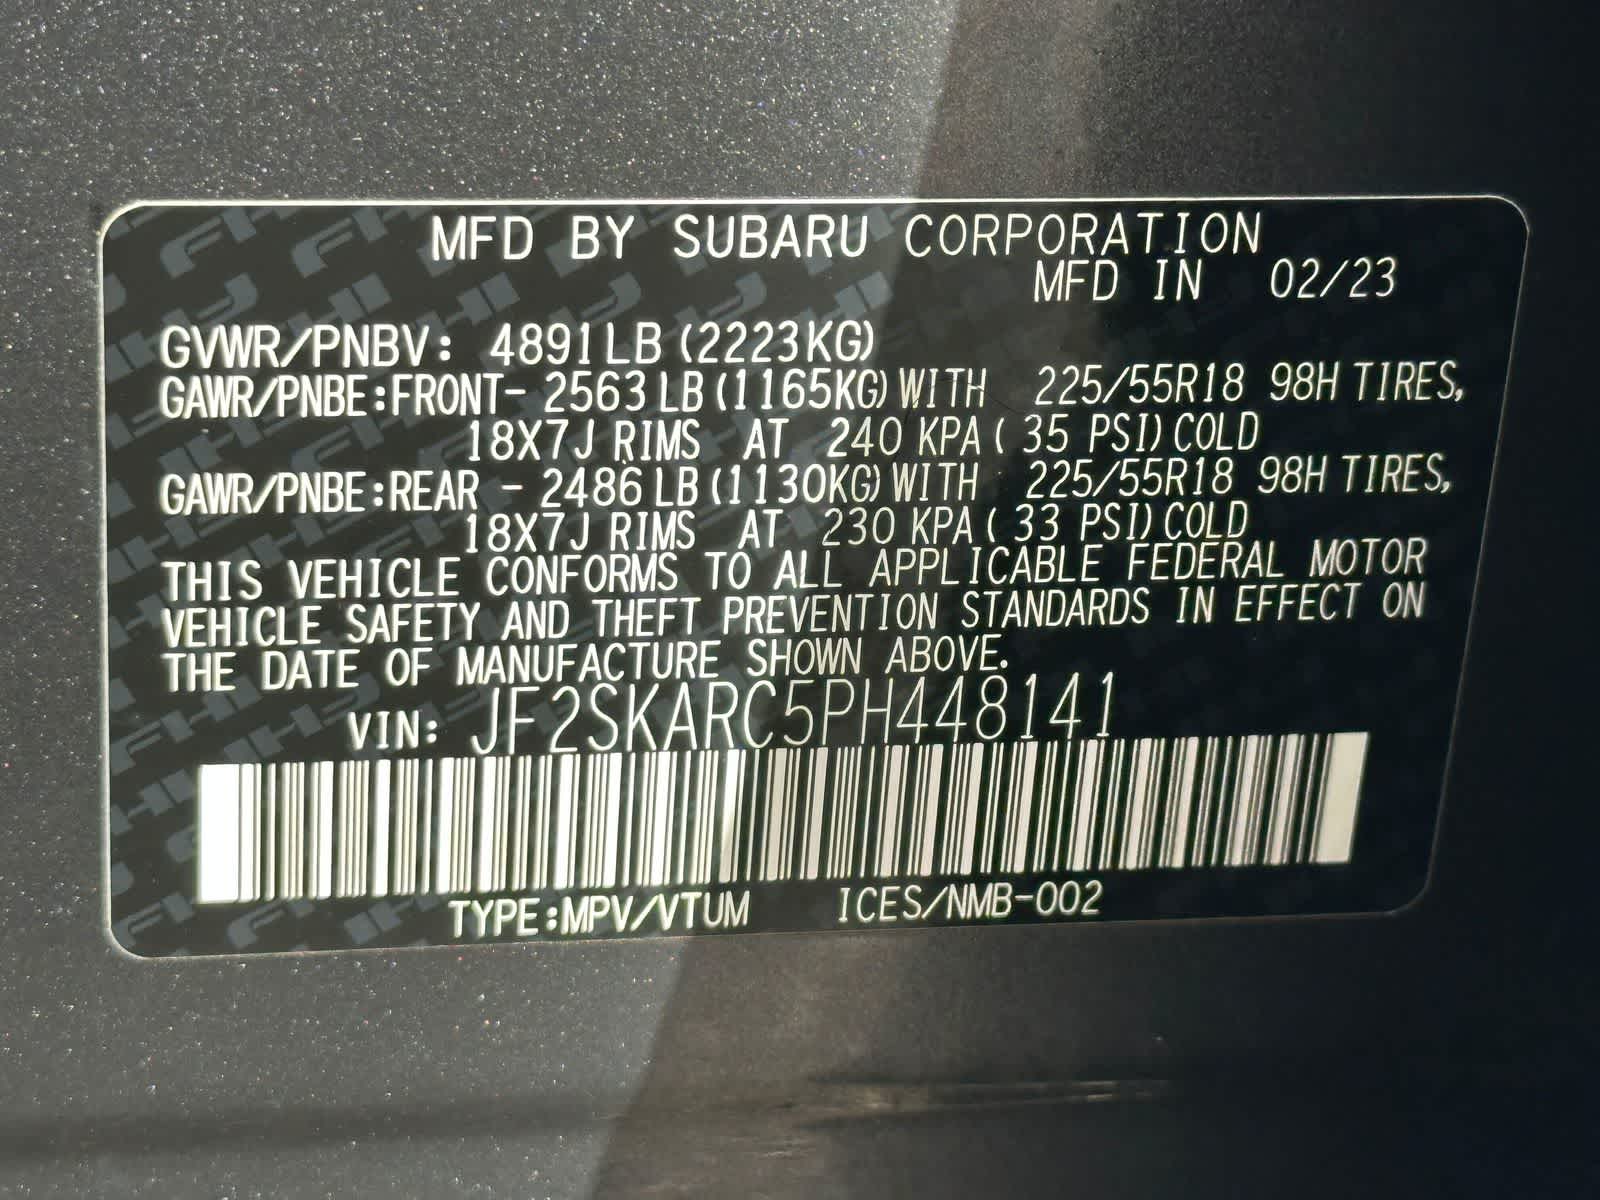 MFD BY SUBARU CORPORATION
MFD IN 02/23
GVWR/PNBV: 4891LB (2223KG)
GAWR/PNBE:FRONT- 2563 LB (1165KG) WITH 225/55R18 98H TIRES,
18X7J RIMS AT 240 KPA ( 35 PSI) COLD
GAWR/PNBE:REAR - 2486 LB (1130KG) WITH 225/55R18 98H TIRES,
18X7J RIMS AT 230 KPA ( 33 PSI) COLD
THIS VEHICLE CONFORMS TO ALL APPLICABLE FEDERAL MOTOR
VEHICLE SAFETY AND THEFT PREVENTION STANDARDS IN EFFECT ON
THE DATE OF MANUFACTURE SHOWN ABOVE.
VIN: JF2SKARC5PH448141
TYPE:MPV/VTUM ICES/NMB-002